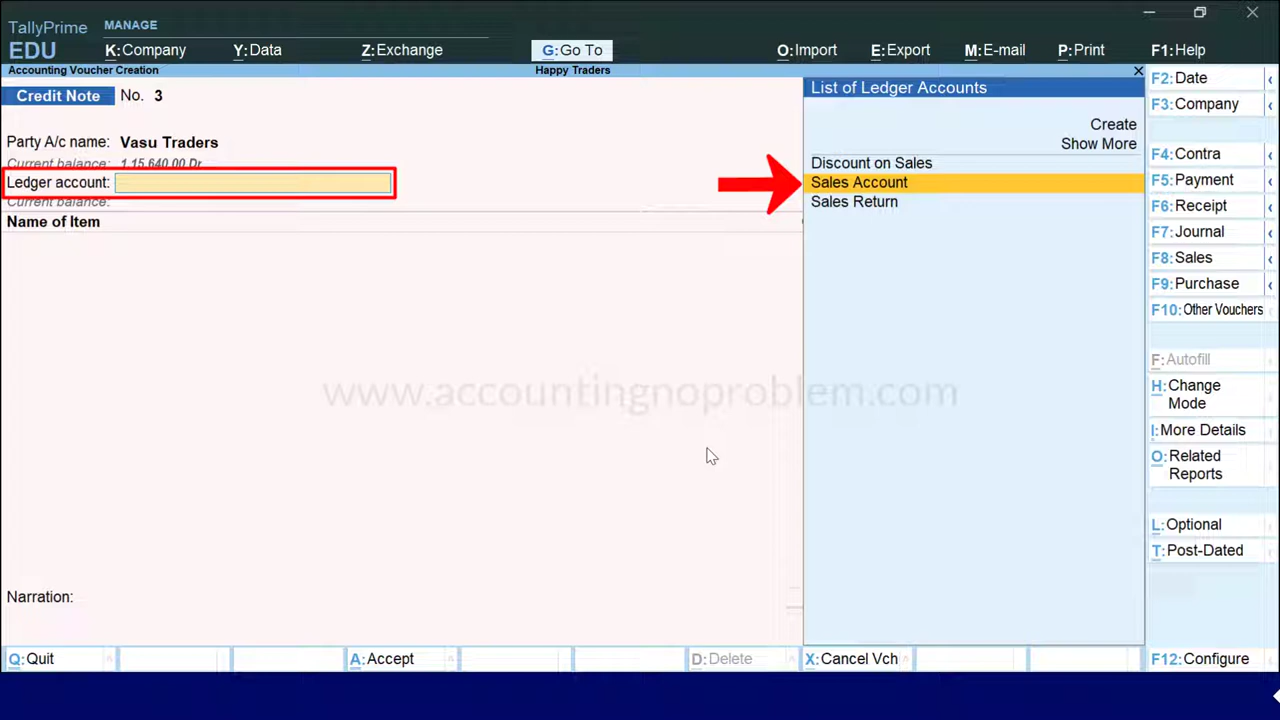 TallyPrime
MANAGE
EDU
K:Company
Y:Data
Z:Exchange
G:Go To
O:Import
E:Export
M:E-mail
P:Print
F1:Help
Accounting Voucher Creation
Happy Traders
Credit Note No. 3
Party A/c name: Vasu Traders
Current balance: 1,15,640.00 Dr
Ledger account:
Current balance:
Name of Item
List of Ledger Accounts
Create
Show More
Discount on Sales
Sales Account
Sales Return
F2:Date
F3:Company
F4:Contra
F5:Payment
F6:Receipt
F7:Journal
F8:Sales
F9:Purchase
F10:Other Vouchers
F:Autofill
H:Change
Mode
I:More Details
O:Related
Reports
L:Optional
T:Post-Dated
www.accountingnoproblem.com
Narration:
Q:Quit
A:Accept
D:Delete
X:Cancel Vch
F12:Configure